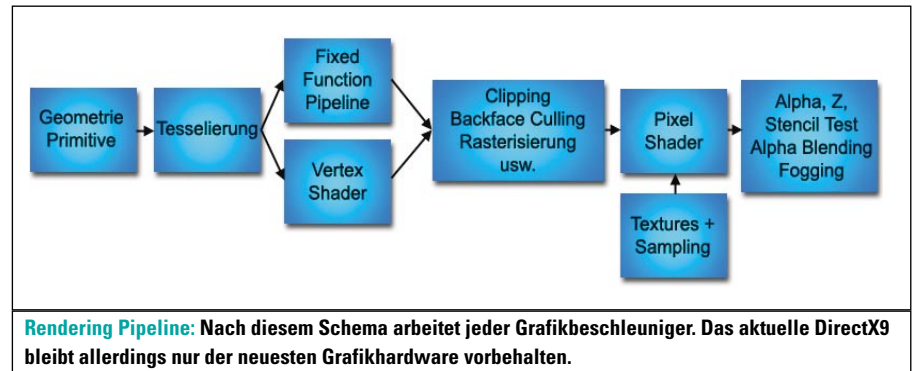 Geometrie
Primitive
Tesselierung
Fixed
Function
Pipeline
Vertex
Shader
Clipping
Backface Culling
Rasterisierung
usw.
Pixel
Shader
Textures +
Sampling
Alpha, Z,
Stencil Test
Alpha Blending
Fogging
Rendering Pipeline: Nach diesem Schema arbeitet jeder Grafikbeschleuniger. Das aktuelle DirectX9
bleibt allerdings nur der neuesten Grafikhardware vorbehalten.